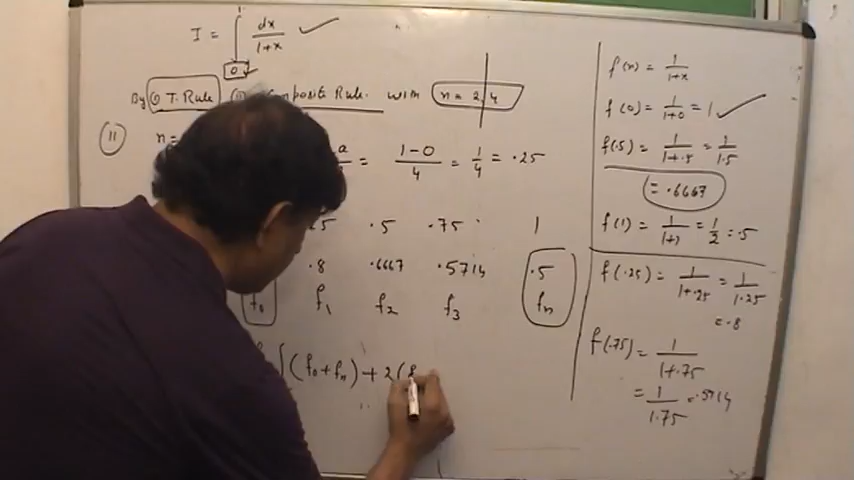 I = ∫₀¹ dx/(1+x) ✓
By (i) T. Rule (ii) Composite Rule. with n = 2, 4
(11) n = a/ = (1-0)/4 = 1/4 = .25
.5 .75 1
.8 .6667 .5714 .5
f₀ f₁ f₂ f₃ fₙ
[(f₀+fₙ)+2(f
f(x) = 1/(1+x)
f(0) = 1/(1+0) = 1 ✓
f(.5) = 1/(1+.5) = 1/1.5
= .6667
f(1) = 1/(1+1) = 1/2 = .5
f(.25) = 1/(1+.25) = 1/1.25
= .8
f(.75) = 1/(1+.75)
= 1/1.75 = .5714